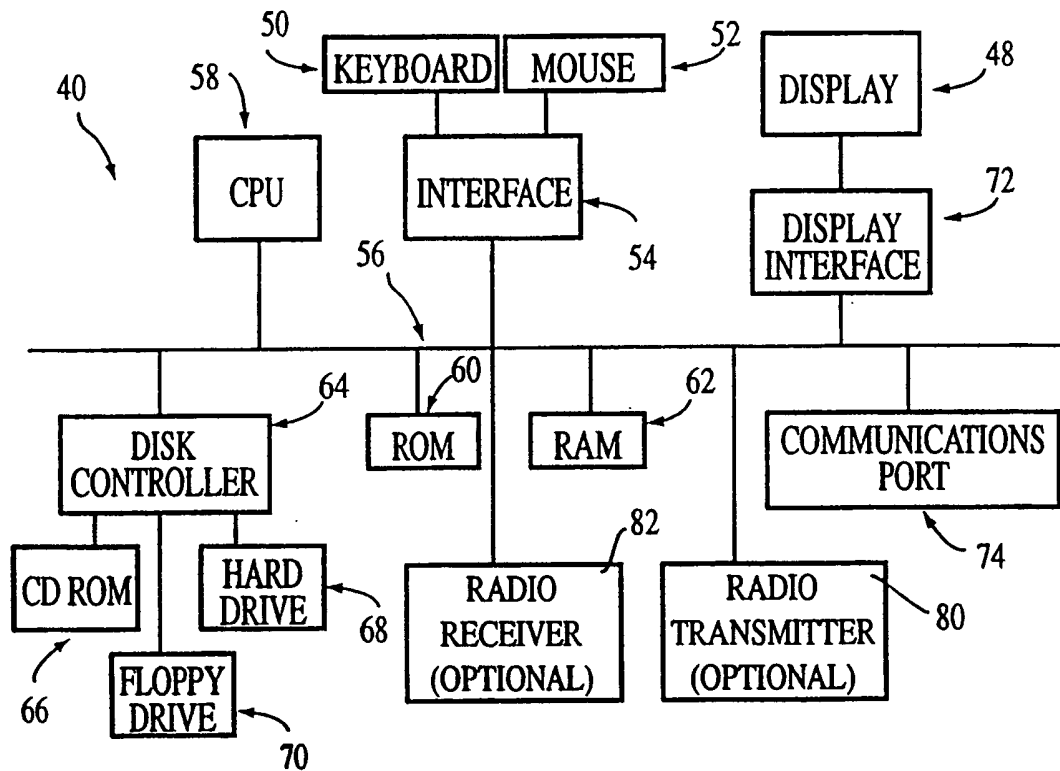 50
52
KEYBOARD
MOUSE
58
48
40
DISPLAY
CPU
INTERFACE
72
54
DISPLAY
INTERFACE
56
64
60
62
DISK
CONTROLLER
ROM
RAM
COMMUNICATIONS
PORT
82
74
CD ROM
HARD
DRIVE
68
RADIO
RECEIVER
(OPTIONAL)
RADIO
TRANSMITTER
(OPTIONAL)
80
66
FLOPPY
DRIVE
70